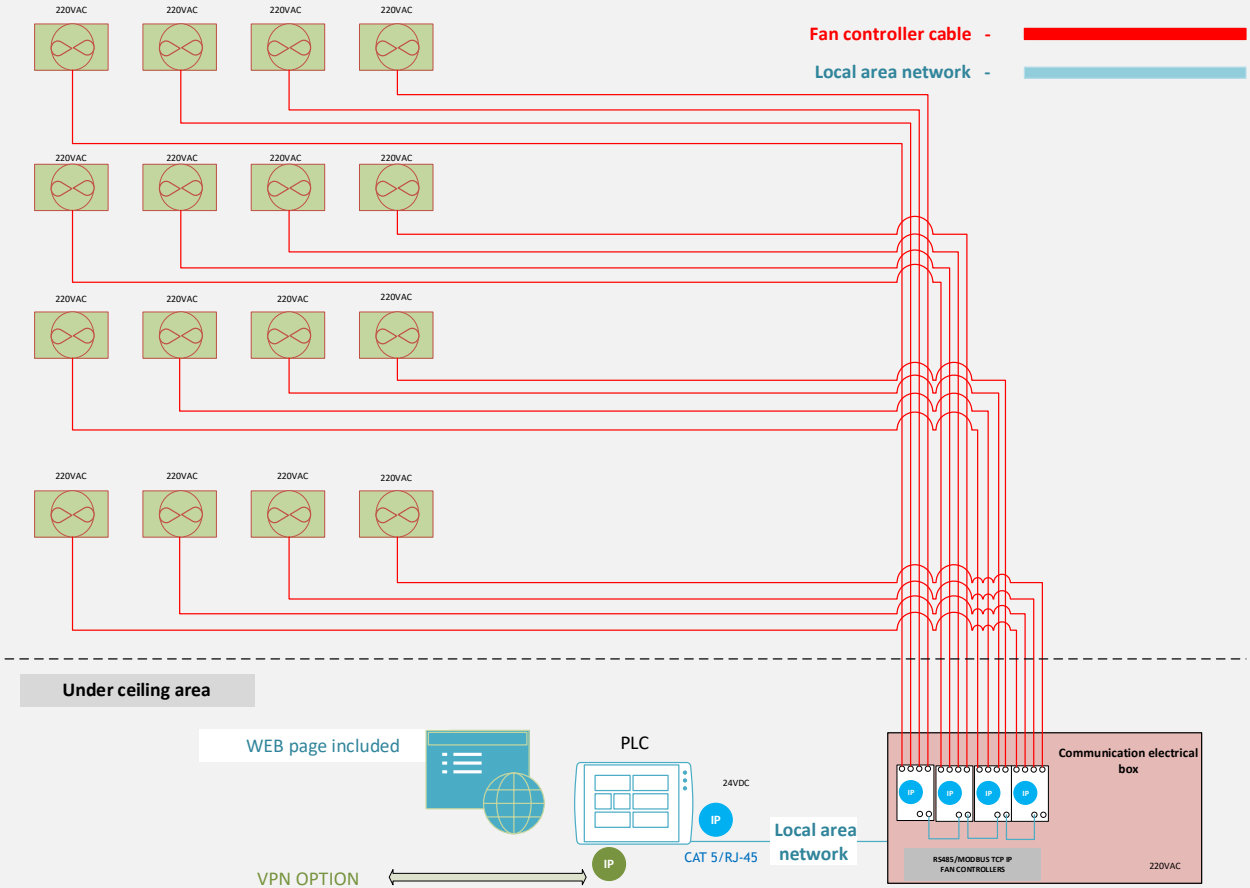 220VAC 220VAC 220VAC 220VAC
Fan controller cable -
Local area network -
220VAC 220VAC 220VAC 220VAC
220VAC 220VAC 220VAC 220VAC
220VAC 220VAC 220VAC 220VAC
Under ceiling area
WEB page included
PLC
24VDC
IP
CAT 5/RJ-45
Local area
network
IP
VPN OPTION
Communication electrical
box
IP IP IP IP
RS485/MODBUS TCP IP
FAN CONTROLLERS
220VAC